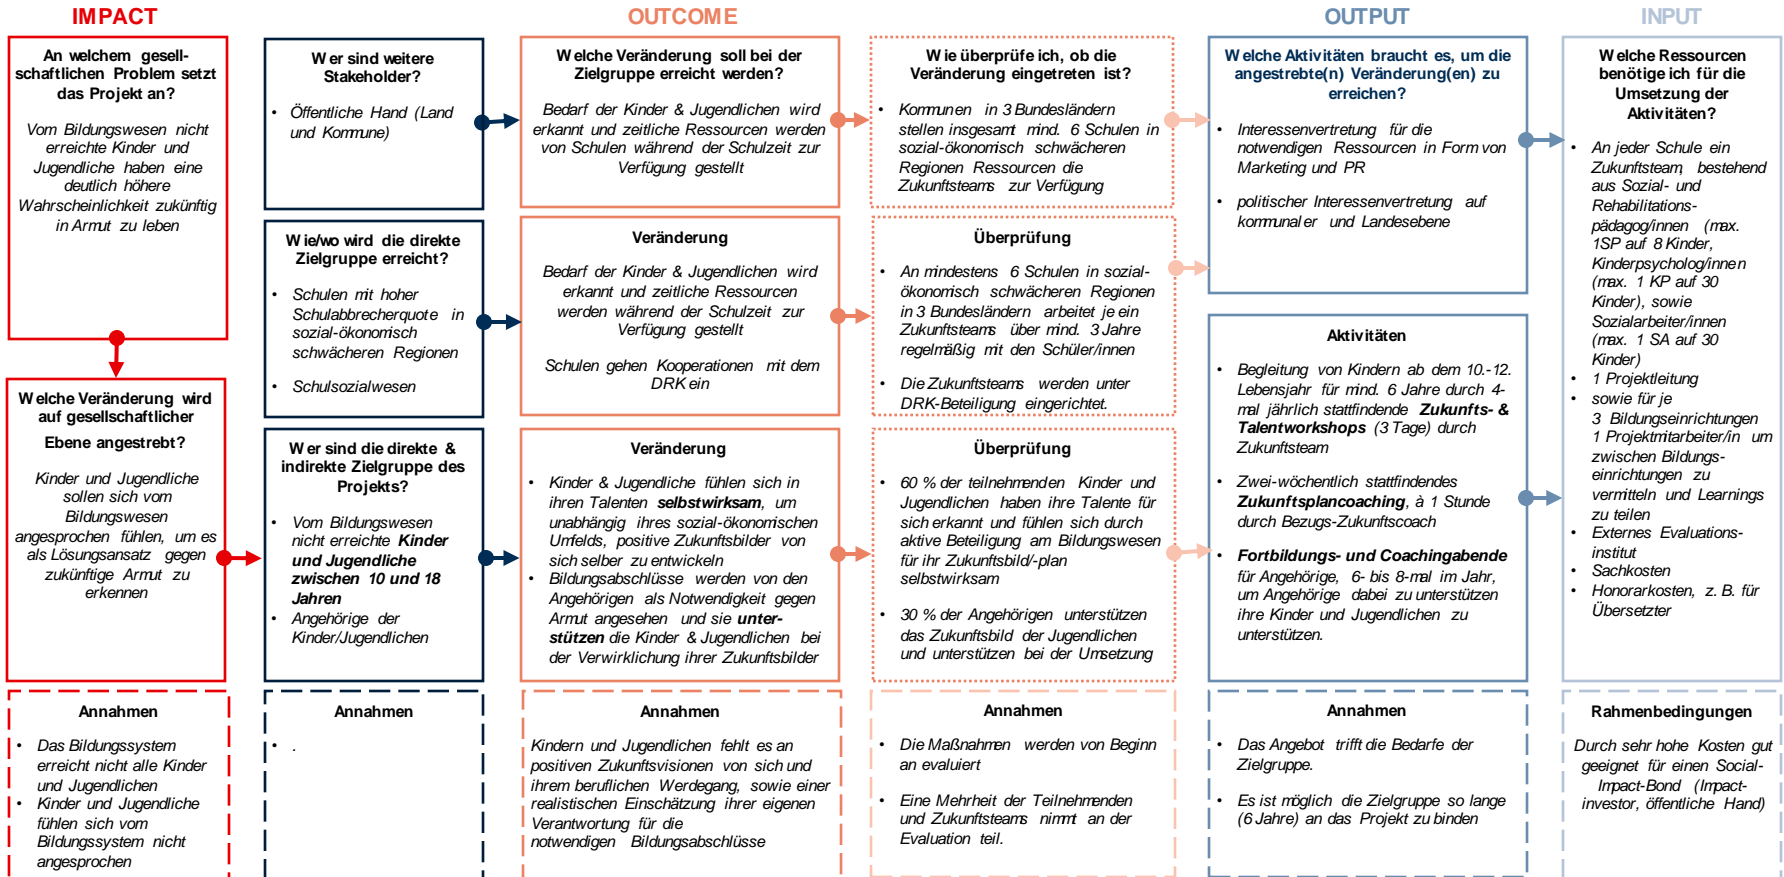 IMPACT
An welchem gesell-
schaftlichen Problem setzt
das Projekt an?
Vom Bildungswesen nicht
erreichte Kinder und
Jugendliche haben eine
deutlich höhere
Wahrscheinlichkeit zukünftig
in Armut zu leben
Welche Veränderung wird
auf gesellschaftlicher
Ebene angestrebt?
Kinder und Jugendliche
sollen sich vom
Bildungswesen
angesprochen fühlen, um es
als Lösungsansatz gegen
zukünftige Armut zu
erkennen
Annahmen
• Das Bildungssystem
erreicht nicht alle Kinder
und Jugendlichen
• Kinder und Jugendliche
fühlen sich vom
Bildungssystem nicht
angesprochen
Wer sind weitere
Stakeholder?
• Öffentliche Hand (Land
und Kommune)
Wie/wo wird die direkte
Zielgruppe erreicht?
• Schulen mit hoher
Schulabbrecherquote in
sozial-ökonomisch
schwächeren Regionen
• Schulsozialwesen
Wer sind die direkte &
indirekte Zielgruppe des
Projekts?
• Vom Bildungswesen
nicht erreichte Kinder
und Jugendliche
zwischen 10 und 18
Jahren
• Angehörige der
Kinder/Jugendlichen
Annahmen
• .
OUTCOME
Welche Veränderung soll bei der
Zielgruppe erreicht werden?
Bedarf der Kinder & Jugendlichen wird
erkannt und zeitliche Ressourcen werden
von Schulen während der Schulzeit zur
Verfügung gestellt
Veränderung
Bedarf der Kinder & Jugendlichen wird
erkannt und zeitliche Ressourcen
werden während der Schulzeit zur
Verfügung gestellt
Schulen gehen Kooperationen mit dem
DRK ein
Veränderung
• Kinder & Jugendliche fühlen sich in
ihren Talenten selbstwirksam, um
unabhängig ihres sozial-ökonomischen
Umfelds, positive Zukunftsbilder von
sich selber zu entwickeln
• Bildungsabschlüsse werden von den
Angehörigen als Notwendigkeit gegen
Armut angesehen und sie unter-
stützen die Kinder & Jugendlichen bei
der Verwirklichung ihrer Zukunftsbilder
Annahmen
Kindern und Jugendlichen fehlt es an
positiven Zukunftsvisionen von sich und
ihrem beruflichen Werdegang, sowie einer
realistischen Einschätzung ihrer eigenen
Verantwortung für die
notwendigen Bildungsabschlüsse
Wie überprüfe ich, ob die
Veränderung eingetreten ist?
• Kommunen in 3 Bundesländern
stellen insgesamt mind. 6 Schulen in
sozial-ökonomisch schwächeren
Regionen Ressourcen die
Zukunftsteams zur Verfügung
Überprüfung
• An mindestens 6 Schulen in sozial-
ökonomisch schwächeren Regionen
in 3 Bundesländern arbeitet je ein
Zukunftsteams über mind. 3 Jahre
regelmäßig mit den Schüler/innen
• Die Zukunftsteams werden unter
DRK-Beteiligung eingerichtet.
Überprüfung
• 60 % der teilnehmenden Kinder und
Jugendlichen haben ihre Talente für
sich erkannt und fühlen sich durch
aktive Beteiligung am Bildungswesen
für ihr Zukunftsbild/-plan
selbstwirksam
• 30 % der Angehörigen unterstützen
das Zukunftsbild der Jugendlichen
und unterstützen bei der Umsetzung
Annahmen
• Die Maßnahmen werden von Beginn
an evaluiert
• Eine Mehrheit der Teilnehmenden
und Zukunftsteams nimmt an der
Evaluation teil.
OUTPUT
Welche Aktivitäten braucht es, um die
angestrebte(n) Veränderung(en) zu
erreichen?
• Interessenvertretung für die
notwendigen Ressourcen in Form von
Marketing und PR
• politischer Interessenvertretung auf
kommunaler und Landesebene
Aktivitäten
• Begleitung von Kindern ab dem 10.-12.
Lebensjahr für mind. 6 Jahre durch 4-
mal jährlich stattfindende Zukunfts- &
Talentworkshops (3 Tage) durch
Zukunftsteam
• Zwei-wöchentlich stattfindendes
Zukunftsplancoaching, à 1 Stunde
durch Bezugs-Zukunftscoach
• Fortbildungs- und Coachingabende
für Angehörige, 6- bis 8-mal im Jahr,
um Angehörige dabei zu unterstützen
ihre Kinder und Jugendlichen zu
unterstützen.
Annahmen
• Das Angebot trifft die Bedarfe der
Zielgruppe.
• Es ist möglich die Zielgruppe so lange
(6 Jahre) an das Projekt zu binden
INPUT
Welche Ressourcen
benötige ich für die
Umsetzung der
Aktivitäten?
• An jeder Schule ein
Zukunftsteam, bestehend
aus Sozial- und
Rehabilitations-
pädagog/innen (max.
1SP auf 8 Kinder,
Kinderpsycholog/innen
(max. 1 KP auf 30
Kinder), sowie
Sozialarbeiter/innen
(max. 1 SA auf 30
Kinder)
• 1 Projektleitung
• sowie für je
3 Bildungseinrichtungen
1 Projektmitarbeiter/in um
zwischen Bildungs-
einrichtungen zu
vermitteln und Learnings
zu teilen
• Externes Evaluations-
institut
• Sachkosten
• Honorarkosten, z. B. für
Übersetzter
Rahmenbedingungen
Durch sehr hohe Kosten gut
geeignet für einen Social-
Impact-Bond (Impact-
investor, öffentliche Hand)